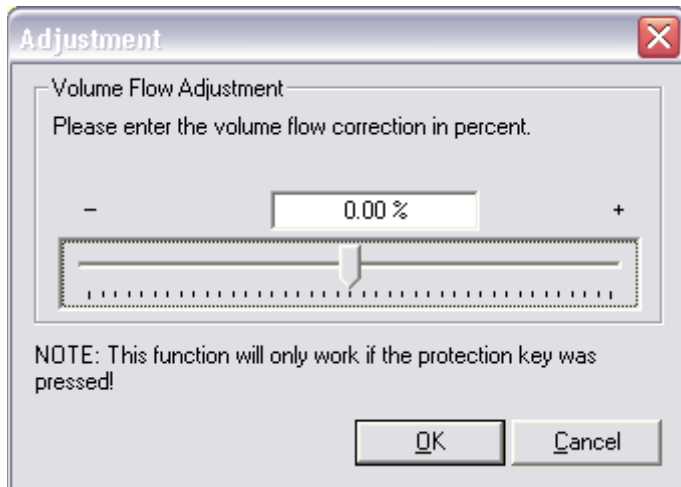 Adjustment
Volume Flow Adjustment
Please enter the volume flow correction in percent.
– 0.00 % +
NOTE: This function will only work if the protection key was
pressed!
OK Cancel